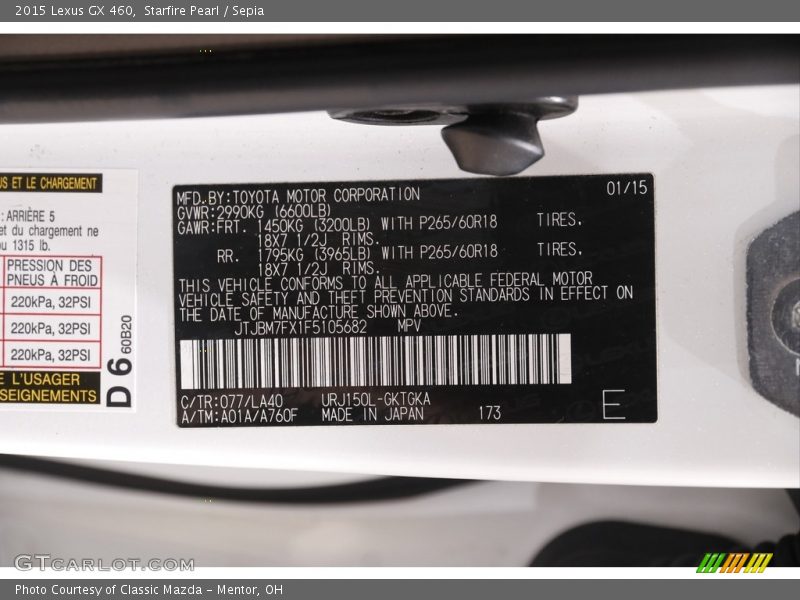 2015 Lexus GX 460, Starfire Pearl / Sepia
S ET LE CHARGEMENT
: ARRIÈRE 5
et du chargement ne
ou 1315 lb.
PRESSION DES
PNEUS À FROID
220kPa, 32PSI
220kPa, 32PSI
220kPa, 32PSI
L'USAGER
SEIGNEMENTS
D 6 60B20
MFD.BY:TOYOTA MOTOR CORPORATION 01/15
GVWR:2990KG (6600LB)
GAWR:FRT. 1450KG (3200LB) WITH P265/60R18 TIRES.
18X7 1/2J RIMS.
RR. 1795KG (3965LB) WITH P265/60R18 TIRES.
18X7 1/2J RIMS.
THIS VEHICLE CONFORMS TO ALL APPLICABLE FEDERAL MOTOR
VEHICLE SAFETY AND THEFT PREVENTION STANDARDS IN EFFECT ON
THE DATE OF MANUFACTURE SHOWN ABOVE.
JTJBM7FX1F5105682 MPV
C/TR:077/LA40 URJ150L-GKTGKA
A/TM:A01A/A760F MADE IN JAPAN 173 E
GTCARLOT.COM
Photo Courtesy of Classic Mazda - Mentor, OH